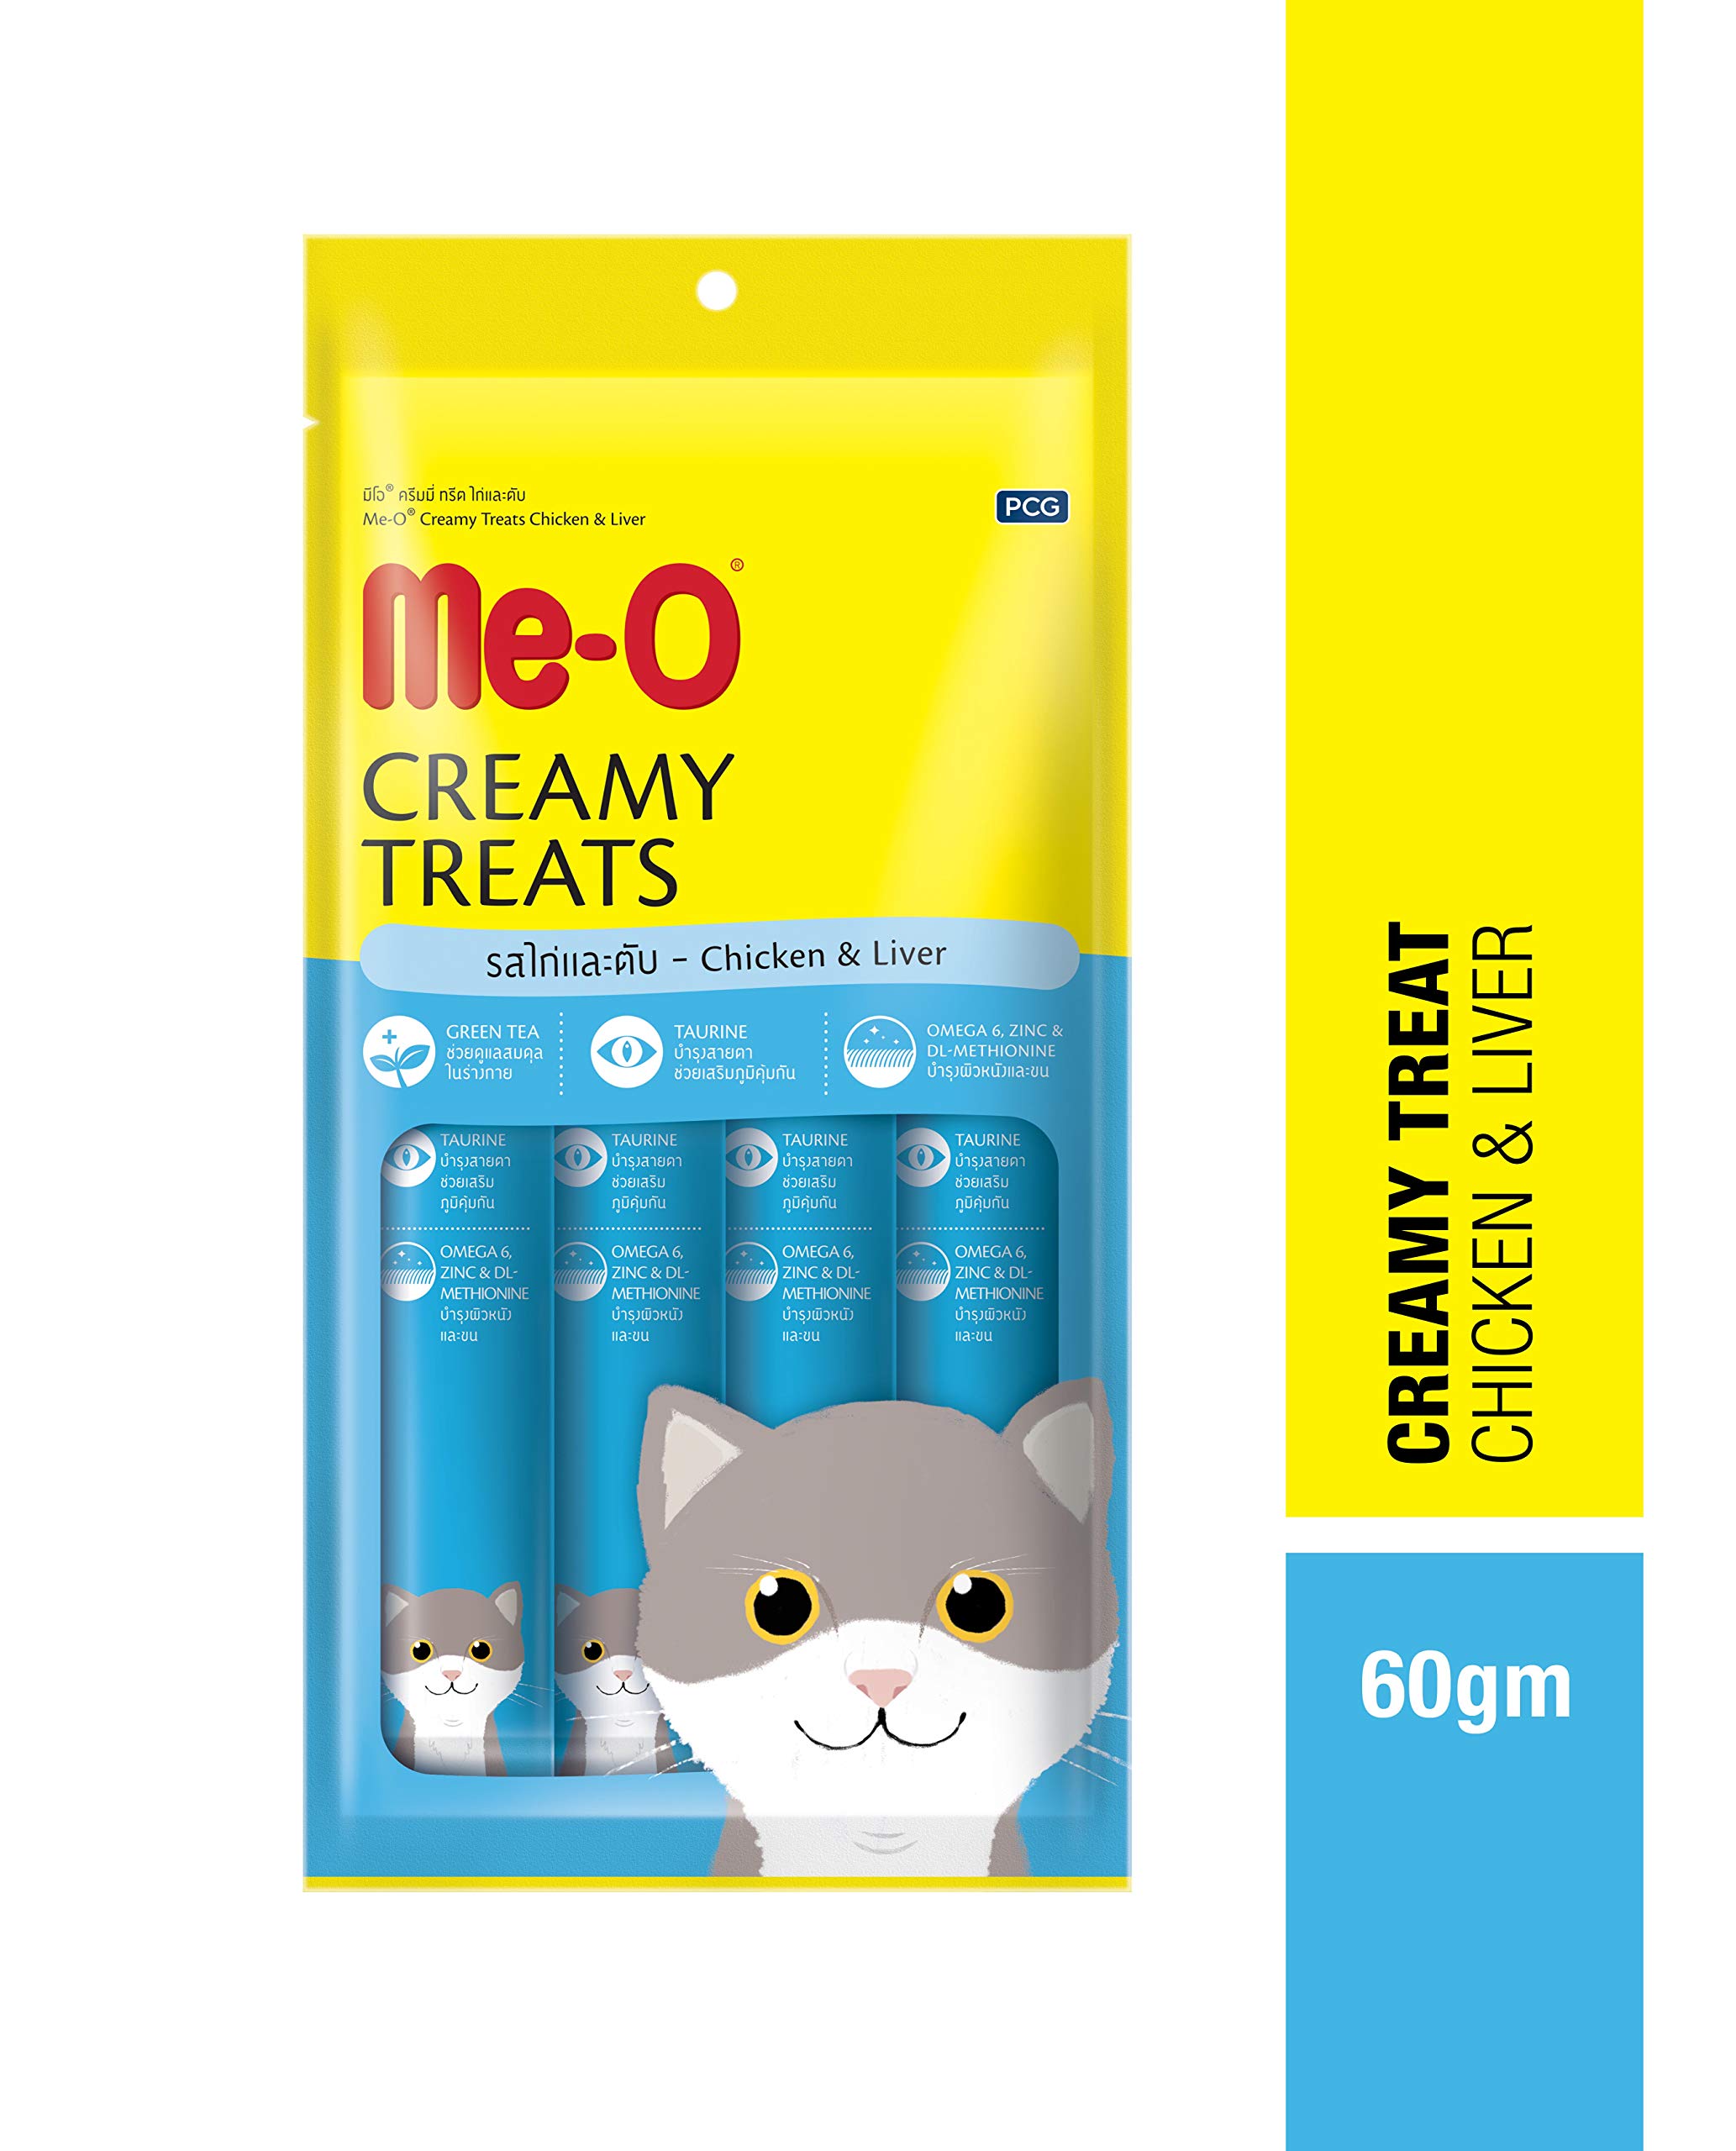 มีโอ® ครีมมี่ ทรีต ไก่และตับ
Me-O® Creamy Treats Chicken & Liver
PCG
Me-O®
CREAMY
TREATS
รสไก่และตับ - Chicken & Liver
GREEN TEA
ช่วยดูแลสมดุล
ในร่างกาย
TAURINE
บำรุงสายตา
ช่วยเสริมภูมิคุ้มกัน
OMEGA 6, ZINC &
DL-METHIONINE
บำรุงผิวหนังและขน
TAURINE
บำรุงสายตา
ช่วยเสริม
ภูมิคุ้มกัน
OMEGA 6,
ZINC & DL-
METHIONINE
บำรุงผิวหนัง
และขน
TAURINE
บำรุงสายตา
ช่วยเสริม
ภูมิคุ้มกัน
OMEGA 6,
ZINC & DL-
METHIONINE
บำรุงผิวหนัง
และขน
TAURINE
บำรุงสายตา
ช่วยเสริม
ภูมิคุ้มกัน
OMEGA 6,
ZINC & DL-
METHIONINE
บำรุงผิวหนัง
และขน
TAURINE
บำรุงสายตา
ช่วยเสริม
ภูมิคุ้มกัน
OMEGA 6,
ZINC & DL-
METHIONINE
บำรุงผิวหนัง
และขน
CREAMY TREAT
CHICKEN & LIVER
60gm